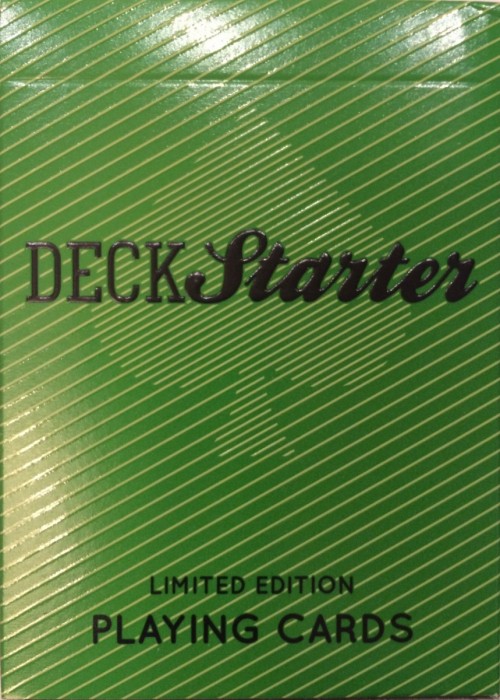 DECKStarter
LIMITED EDITION
PLAYING CARDS